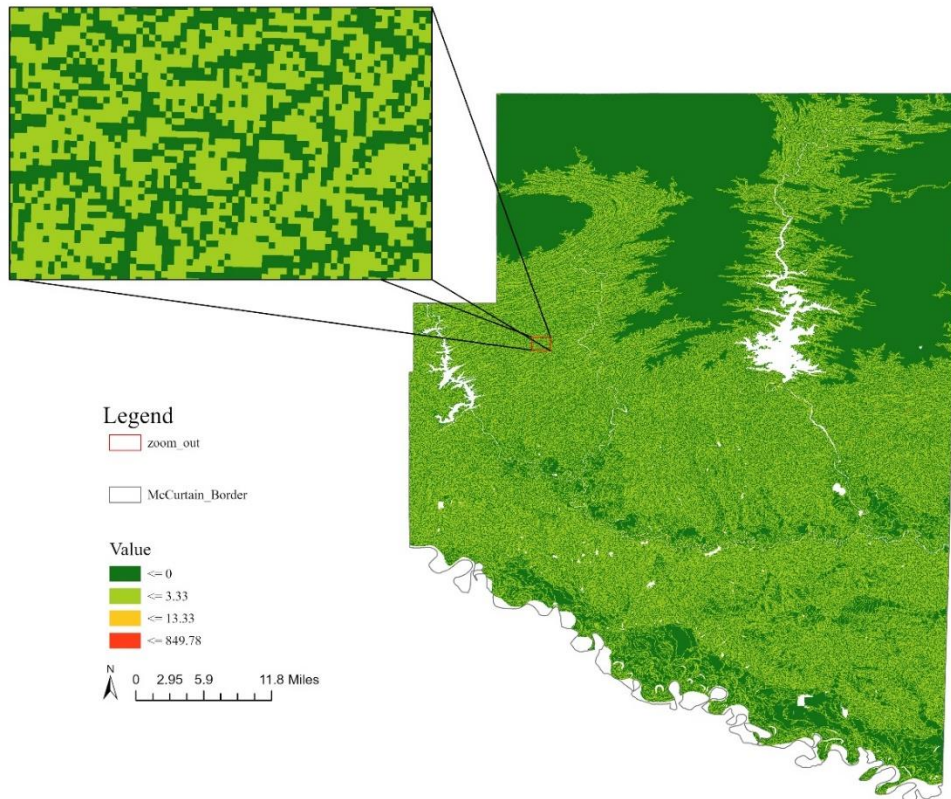 Legend
zoom_out
McCurtain_Border
Value
<= 0
<= 3.33
<= 13.33
<= 849.78
N
0 2.95 5.9 11.8 Miles